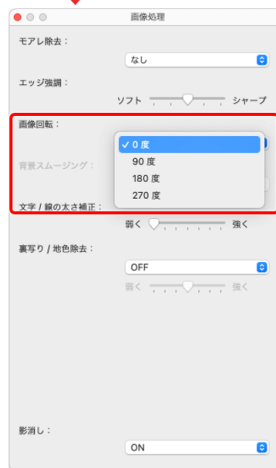 画像処理
モアレ除去：
なし
エッジ強調：
ソフト シャープ
画像回転：
✓ 0 度
90 度
背景スムージング：
180 度
270 度
文字 / 線の太さ補正：
弱く 強く
裏写り / 地色除去：
OFF
弱く 強く
影消し：
ON